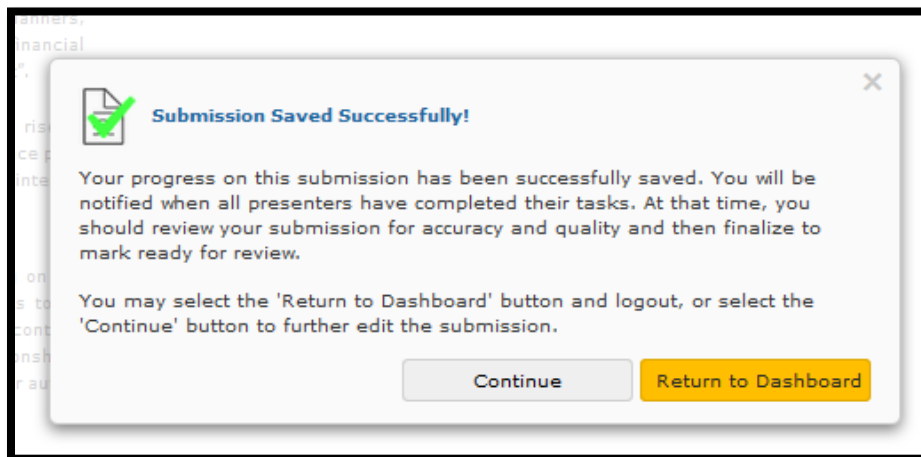 anners,
inancial
Submission Saved Successfully!
Your progress on this submission has been successfully saved. You will be
notified when all presenters have completed their tasks. At that time, you
should review your submission for accuracy and quality and then finalize to
mark ready for review.
You may select the 'Return to Dashboard' button and logout, or select the
'Continue' button to further edit the submission.
Continue
Return to Dashboard